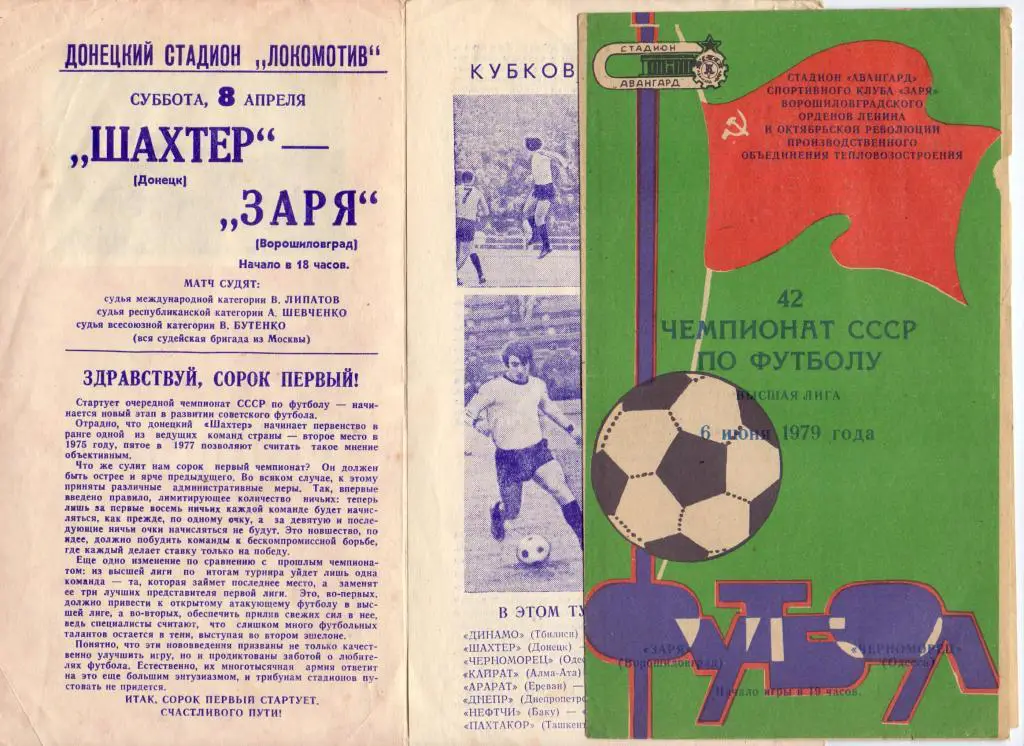 ДОНЕЦКИЙ СТАДИОН „ЛОКОМОТИВ"
СУББОТА, 8 АПРЕЛЯ
„ШАХТЕР" —
(Донецк)
„ЗАРЯ"
(Ворошиловград)
Начало в 18 часов.
МАТЧ СУДЯТ:
судья международной категории В. ЛИПАТОВ
судья республиканской категории А. ШЕВЧЕНКО
судья всесоюзной категории В. БУТЕНКО
(вся судейская бригада из Москвы)
ЗДРАВСТВУЙ, СОРОК ПЕРВЫЙ!
Стартует очередной чемпионат СССР по футболу — начи-
нается новый этап в развитии советского футбола.
Отрадно, что донецкий «Шахтер» начинает первенство в
ранге одной из ведущих команд страны — второе место в
1975 году, пятое в 1977 позволяют считать такое мнение
объективным.
Что же сулит нам сорок первый чемпионат? Он должен
быть острее и ярче предыдущего. Во всяком случае, к этому
приняты различные административные меры. Так, впервые
введено правило, лимитирующее количество ничьих: теперь
лишь за первые восемь ничьих каждой команде будет начис-
ляться, как прежде, по одному очку, а за девятую и после-
дующие ничьи очки начисляться не будут. Это новшество, по
идее, должно побудить команды к бескомпромиссной борьбе,
где каждый делает ставку только на победу.
Еще одно изменение по сравнению с прошлым чемпиона-
том: из высшей лиги по итогам турнира уйдет лишь одна
команда — та, которая займет последнее место, а заменят
ее три лучших представителя первой лиги. Это, во-первых,
должно привести к открытому атакующему футболу в выс-
шей лиге, а во-вторых, обеспечить прилив свежих сил в нее,
ведь специалисты считают, что слишком много футбольных
талантов остается в тени, выступая во втором эшелоне.
Понятно, что эти нововведения призваны не только качест-
венно улучшить игру, но и продиктованы заботой о любите-
лях футбола. Естественно, их многотысячная армия ответит
на это еще большим энтузиазмом, и трибунам стадионов пу-
стовать не придется.
ИТАК, СОРОК ПЕРВЫЙ СТАРТУЕТ.
СЧАСТЛИВОГО ПУТИ!
КУБКОВ
7
В ЭТОМ ТУ
«ДИНАМО» (Тбилиси)
«ШАХТЕР» (Донецк) —
«ЧЕРНОМОРЕЦ» (Одес
«КАЙРАТ» (Алма-Ата)
«АРАРАТ» (Ереван) —
«ДНЕПР» (Днепропетро
«НЕФТЧИ» (Баку) —
«ПАХТАКОР» (Ташкент
СТАДИОН
АВАНГАРД
СТАДИОН «АВАНГАРД»
СПОРТИВНОГО КЛУБА «ЗАРЯ»
ВОРОШИЛОВГРАДСКОГО
ОРДЕНОВ ЛЕНИНА
И ОКТЯБРЬСКОЙ РЕВОЛЮЦИИ
ПРОИЗВОДСТВЕННОГО
ОБЪЕДИНЕНИЯ ТЕПЛОВОЗОСТРОЕНИЯ
42
ЧЕМПИОНАТ СССР
ПО ФУТБОЛУ
ВЫСШАЯ ЛИГА
6 июня 1979 года
ФУТБОЛ
«ЗАРЯ» «ЧЕРНОМОРЕЦ»
(Ворошиловград) (Одесса)
Начало игры в 19 часов.